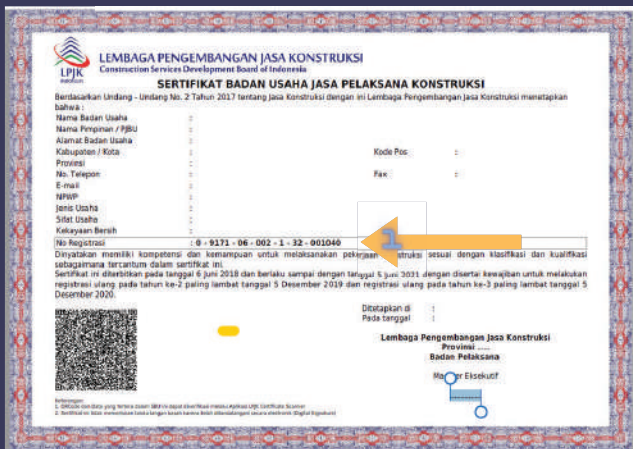 LPJK
LEMBAGA PENGEMBANGAN JASA KONSTRUKSI
Construction Services Development Board of Indonesia
SERTIFIKAT BADAN USAHA JASA PELAKSANA KONSTRUKSI
Berdasarkan Undang - Undang No. 2 Tahun 2017 tentang Jasa Konstruksi dengan ini Lembaga Pengembangan Jasa Konstruksi menetapkan
bahwa :
Nama Badan Usaha :
Nama Pimpinan / PJBU :
Alamat Badan Usaha :
Kabupaten / Kota : Kode Pos :
Provinsi :
No. Telepon : Fax :
E-mail :
NPWP :
Jenis Usaha :
Sifat Usaha :
Kekayaan Bersih :
No Registrasi : 0 - 9171 - 06 - 002 - 1 - 32 - 001040
1
Dinyatakan memiliki kompetensi dan kemampuan untuk melaksanakan pekerjaan konstruksi sesuai dengan klasifikasi dan kualifikasi
sebagaimana tercantum dalam sertifikat ini.
Sertifikat ini diterbitkan pada tanggal 6 Juni 2018 dan berlaku sampai dengan tanggal 5 Juni 2021 dengan disertai kewajiban untuk melakukan
registrasi ulang pada tahun ke-2 paling lambat tanggal 5 Desember 2019 dan registrasi ulang pada tahun ke-3 paling lambat tanggal 5
Desember 2020.
Ditetapkan di :
Pada tanggal :
Lembaga Pengembangan Jasa Konstruksi
Provinsi .....
Badan Pelaksana
Manajer Eksekutif